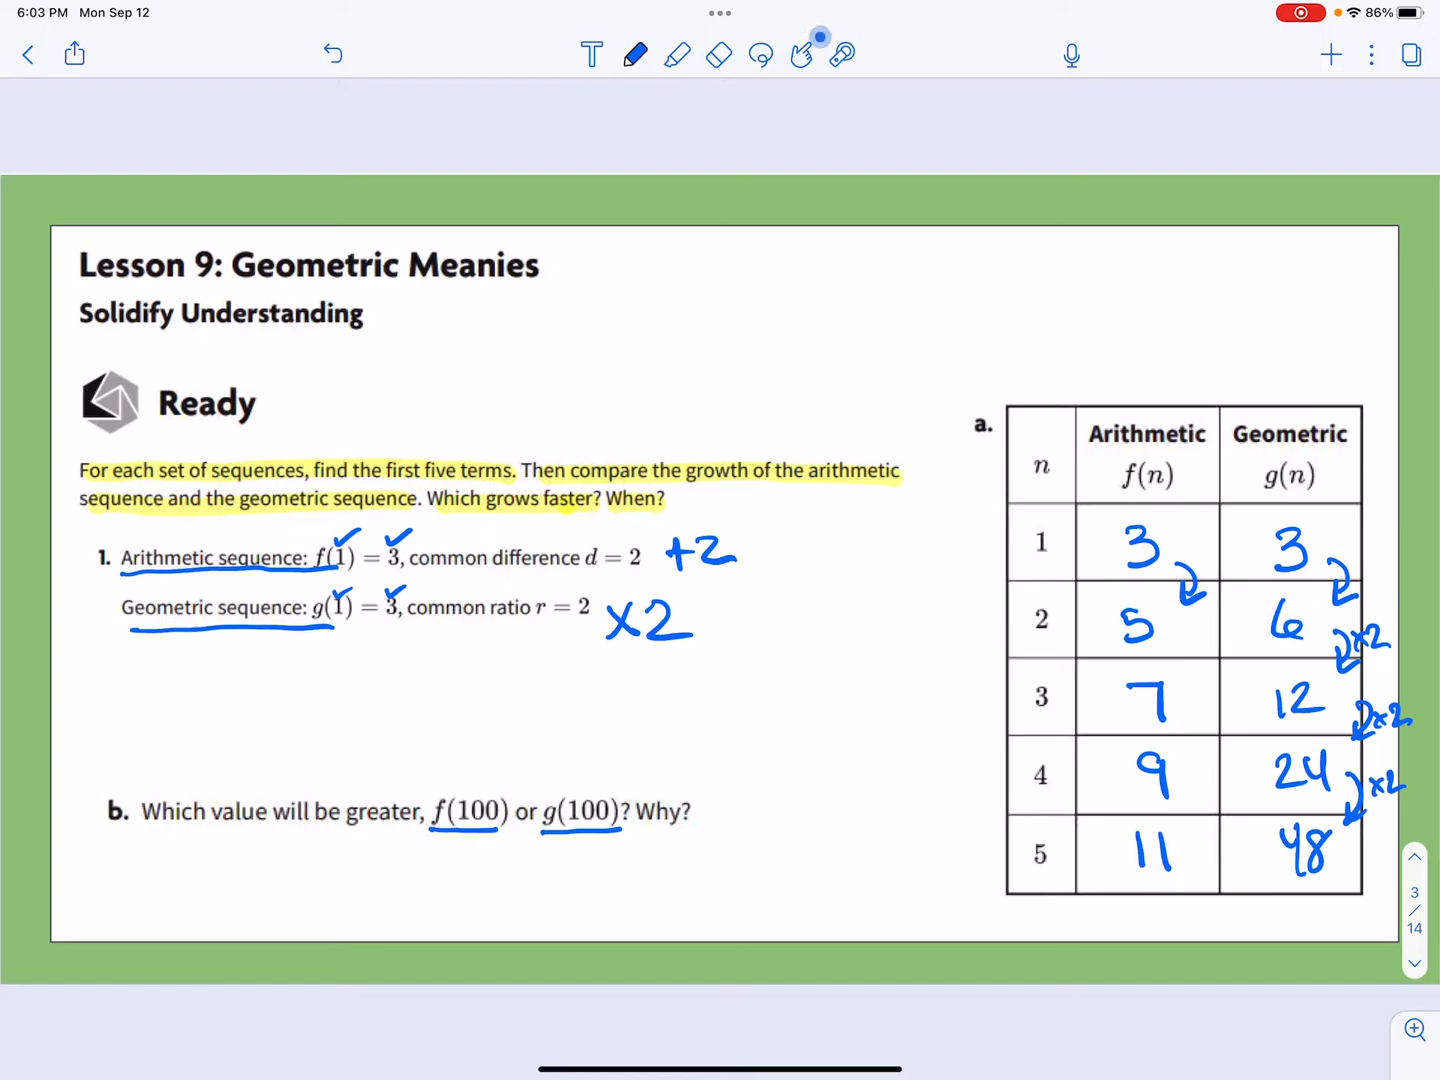 6:03 PM Mon Sep 12
86%
Lesson 9: Geometric Meanies
Solidify Understanding
Ready
For each set of sequences, find the first five terms. Then compare the growth of the arithmetic
sequence and the geometric sequence. Which grows faster? When?
1. Arithmetic sequence: f(1) = 3, common difference d = 2 +2
Geometric sequence: g(1) = 3, common ratio r = 2 ×2
b. Which value will be greater, f(100) or g(100)? Why?
a.
n Arithmetic f(n) Geometric g(n)
1 3 3
2 5 6
×2
3 7 12
×2
4 9 24
×2
5 11 48
3
/
14